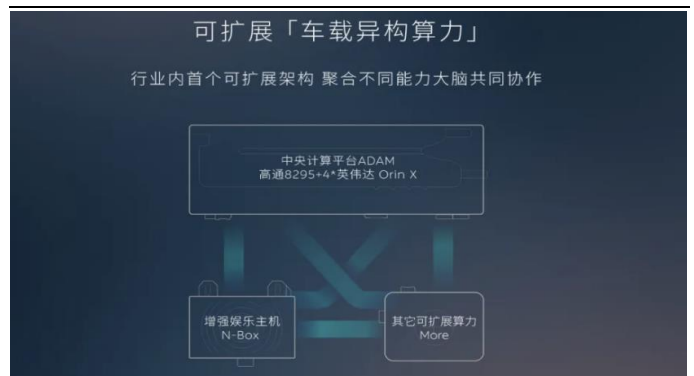 可扩展「车载异构算力」
行业内首个可扩展架构 聚合不同能力大脑共同协作
中央计算平台ADAM
高通8295+4*英伟达 Orin X
增强娱乐主机
N-Box
其它可扩展算力
More